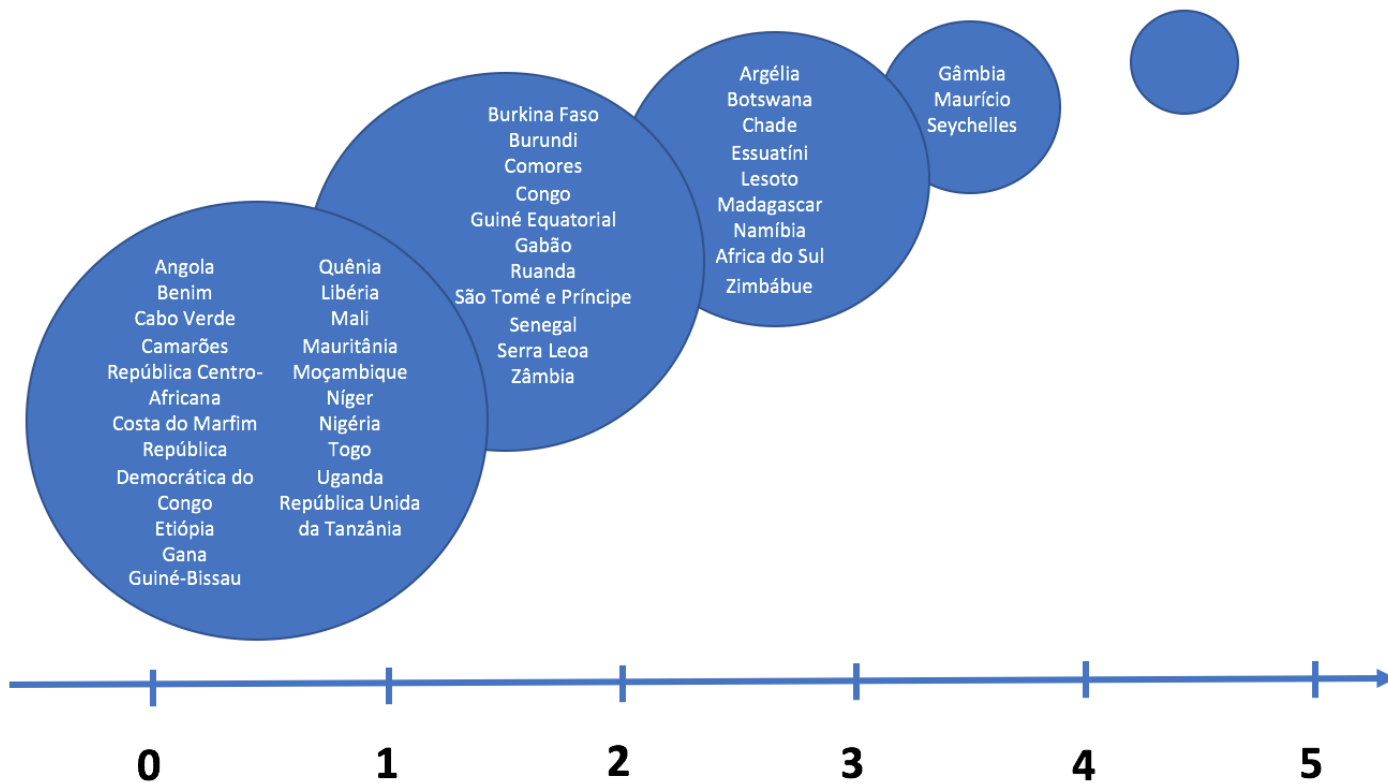 Angola
Benim
Cabo Verde
Camarões
República Centro-
Africana
Costa do Marfim
República
Democrática do
Congo
Etiópia
Gana
Guiné-Bissau
Quênia
Libéria
Mali
Mauritânia
Moçambique
Níger
Nigéria
Togo
Uganda
República Unida
da Tanzânia
Burkina Faso
Burundi
Comores
Congo
Guiné Equatorial
Gabão
Ruanda
São Tomé e Príncipe
Senegal
Serra Leoa
Zâmbia
Argélia
Botswana
Chade
Essuatíni
Lesoto
Madagascar
Namíbia
Africa do Sul
Zimbábue
Gâmbia
Maurício
Seychelles
0 1 2 3 4 5